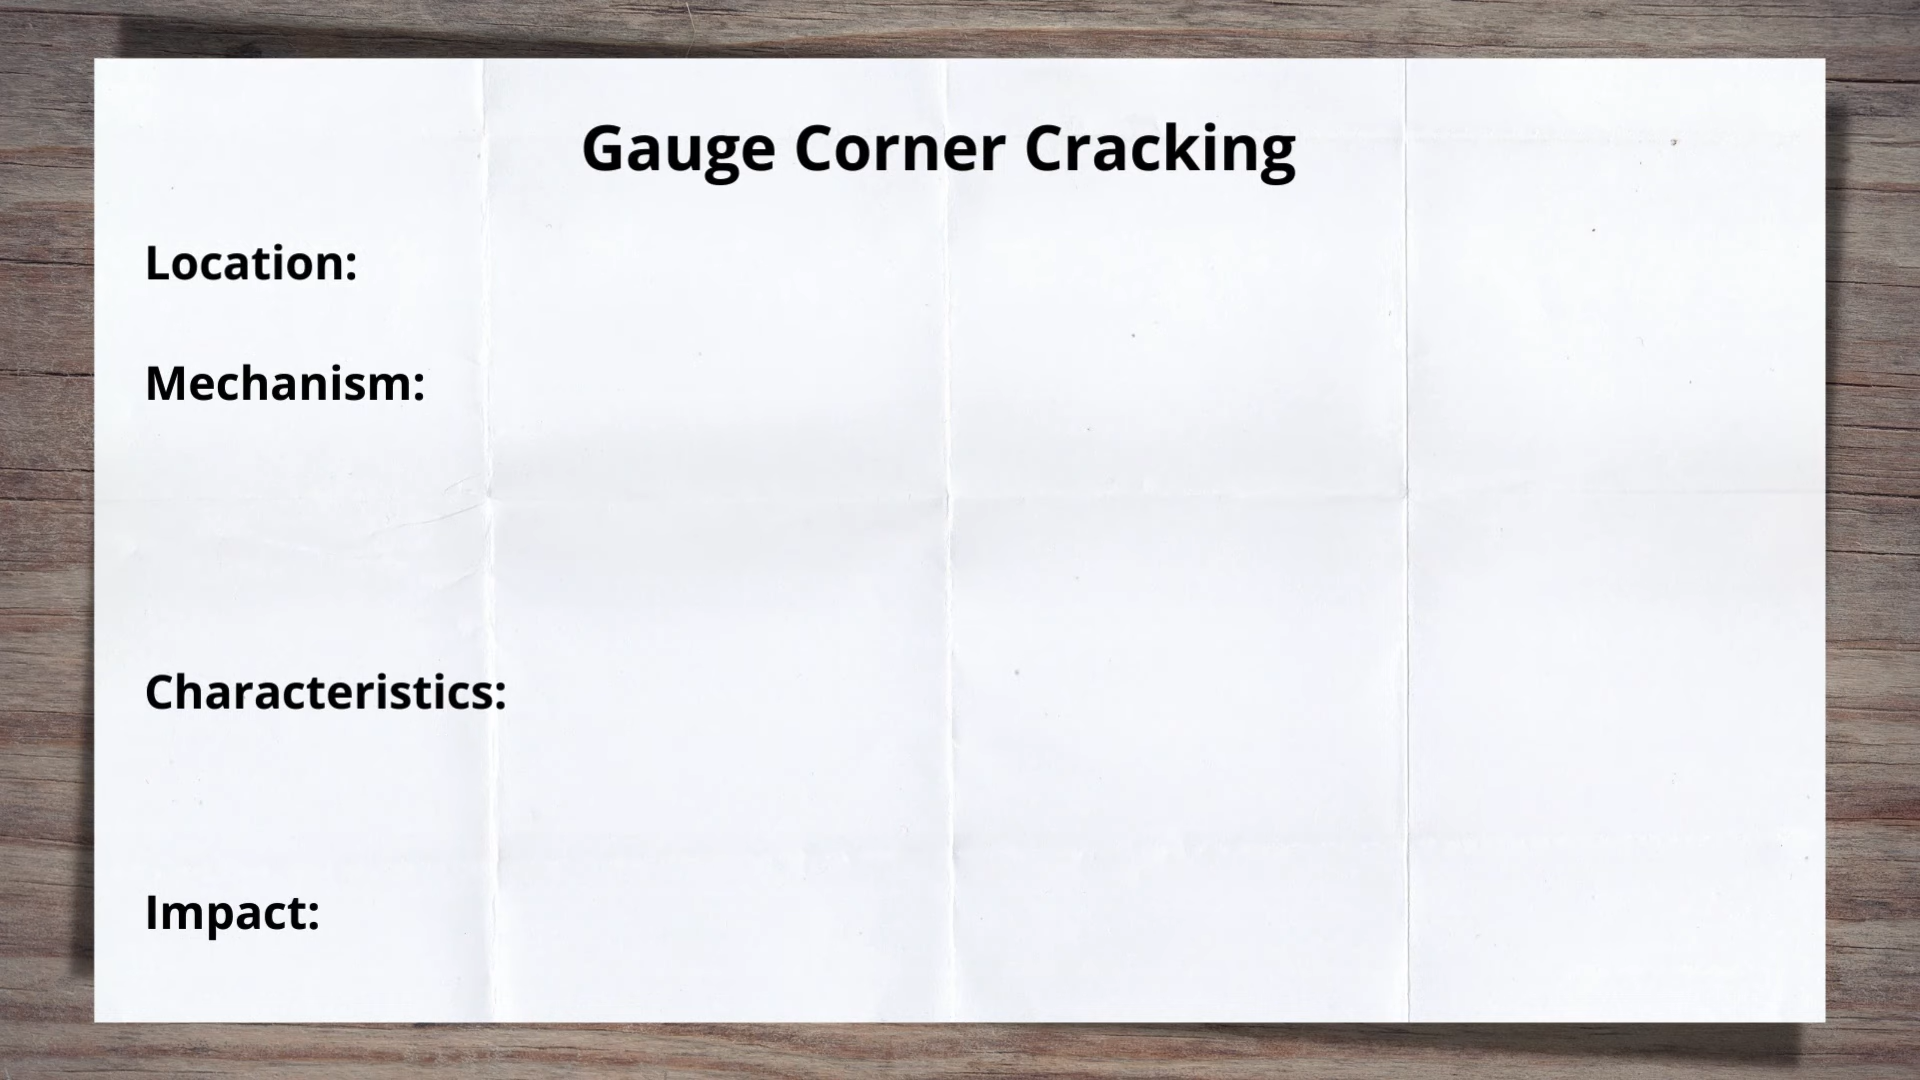 Gauge Corner Cracking
Location:
Mechanism:
Characteristics:
Impact: